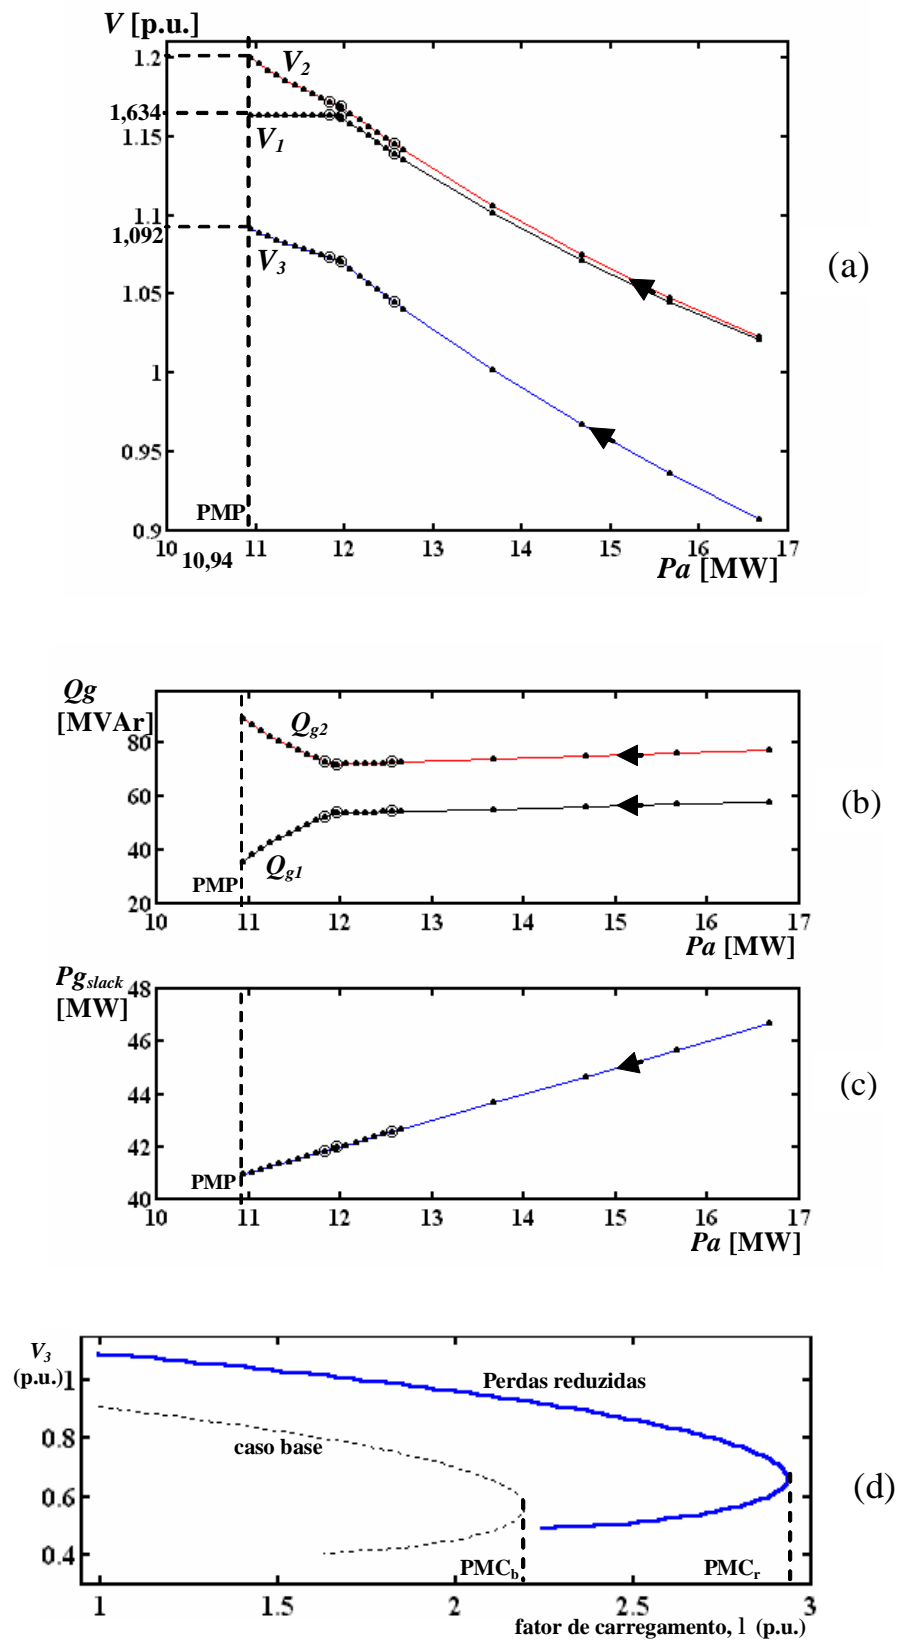 V [p.u.]
1.2
V2
1,634
1.15
V1
1.1
1,092
V3
(a)
1.05
1
0.95
PMP
0.9
10 11 12 13 14 15 16 17
10,94
Pa [MW]
Qg
[MVAr]
Qg2
80
60
(b)
40
Qg1
PMP
20
10 11 12 13 14 15 16 17
Pa [MW]
Pgslack
[MW]
48
46
44
(c)
42
PMP
40
10 11 12 13 14 15 16 17
Pa [MW]
V3
(p.u.)
1
Perdas reduzidas
0.8
caso base
(d)
0.6
0.4
PMCb
PMCr
1 1.5 2 2.5 3
fator de carregamento, l (p.u.)